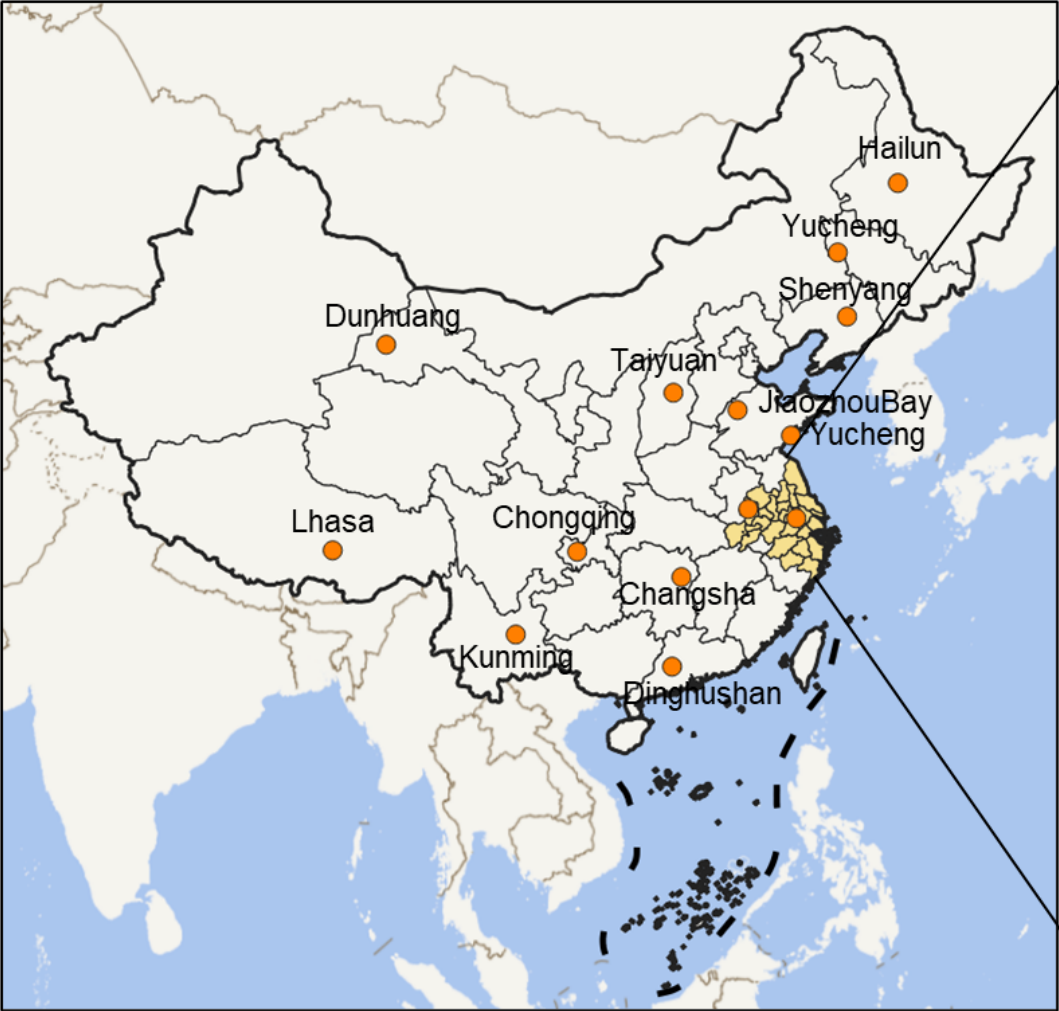 Hailun
Yucheng
Shenyang
Dunhuang
Taiyuan
JiaozhouBay
Yucheng
Lhasa
Chongqing
Changsha
Kunming
Dinghushan